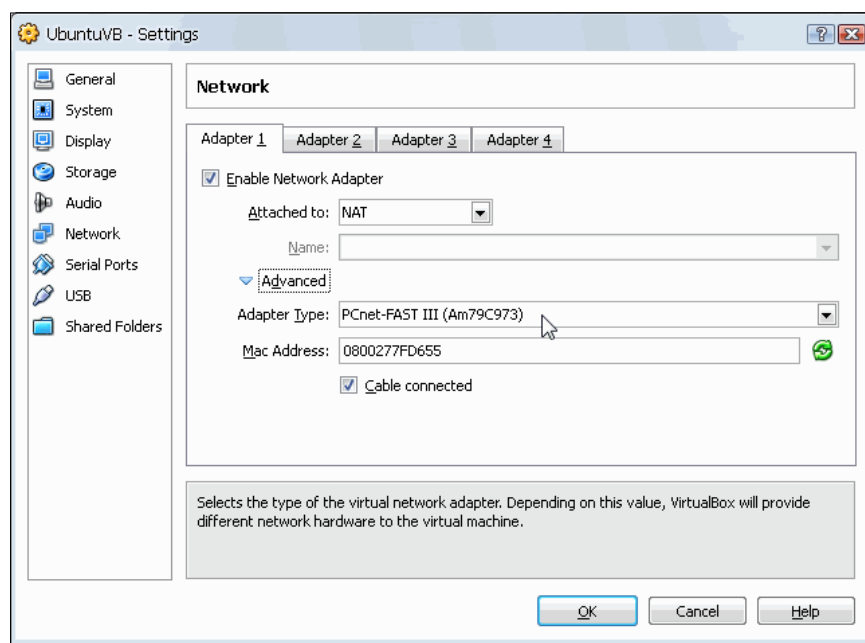 UbuntuVB - Settings
General
System
Display
Storage
Audio
Network
Serial Ports
USB
Shared Folders
Network
Adapter 1 Adapter 2 Adapter 3 Adapter 4
Enable Network Adapter
Attached to: NAT
Name:
Advanced
Adapter Type: PCnet-FAST III (Am79C973)
Mac Address: 0800277FD655
Cable connected
Selects the type of the virtual network adapter. Depending on this value, VirtualBox will provide
different network hardware to the virtual machine.
OK Cancel Help